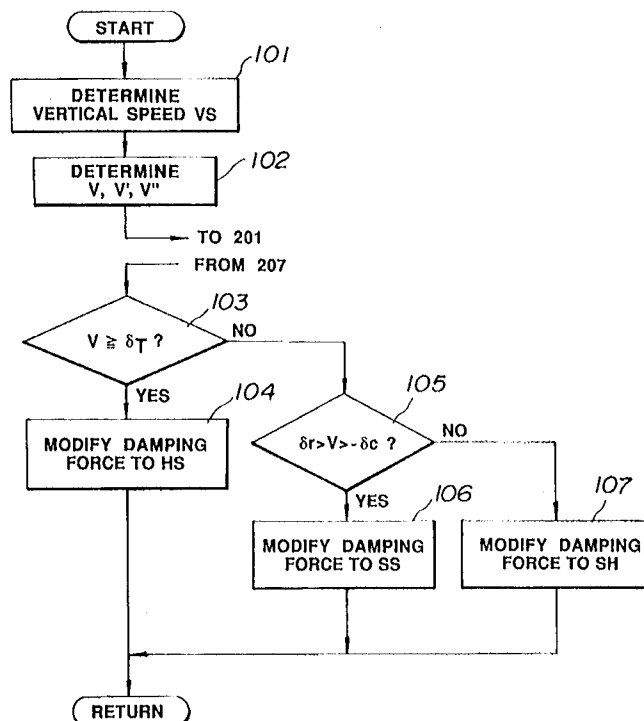 START
101
DETERMINE
VERTICAL SPEED VS
102
DETERMINE
V, V', V"
TO 201
FROM 207
103
V ≧ δT ?
NO
YES
104
MODIFY DAMPING
FORCE TO HS
105
δr>V>-δc ?
NO
YES
106
MODIFY DAMPING
FORCE TO SS
107
MODIFY DAMPING
FORCE TO SH
RETURN